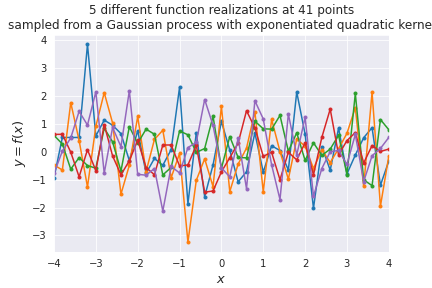 5 different function realizations at 41 points
sampled from a Gaussian process with exponentiated quadratic kerne
y = f(x)
4
3
2
1
0
−1
−2
−3
−4 −3 −2 −1 0 1 2 3 4
x